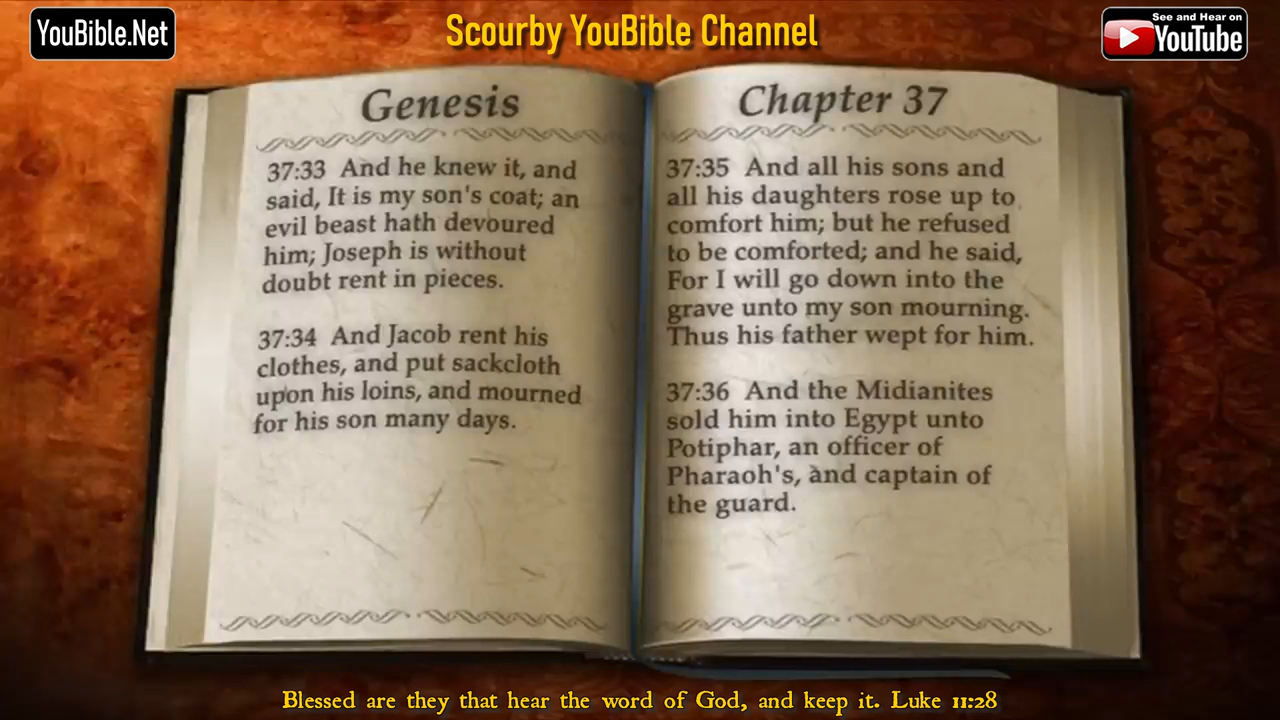 YouBible.Net
Scourby YouBible Channel
See and Hear on
YouTube
Genesis
37:33 And he knew it, and
said, It is my son's coat; an
evil beast hath devoured
him; Joseph is without
doubt rent in pieces.
37:34 And Jacob rent his
clothes, and put sackcloth
upon his loins, and mourned
for his son many days.
Chapter 37
37:35 And all his sons and
all his daughters rose up to
comfort him; but he refused
to be comforted; and he said,
For I will go down into the
grave unto my son mourning.
Thus his father wept for him.
37:36 And the Midianites
sold him into Egypt unto
Potiphar, an officer of
Pharaoh's, and captain of
the guard.
Blessed are they that hear the word of God, and keep it. Luke 11:28